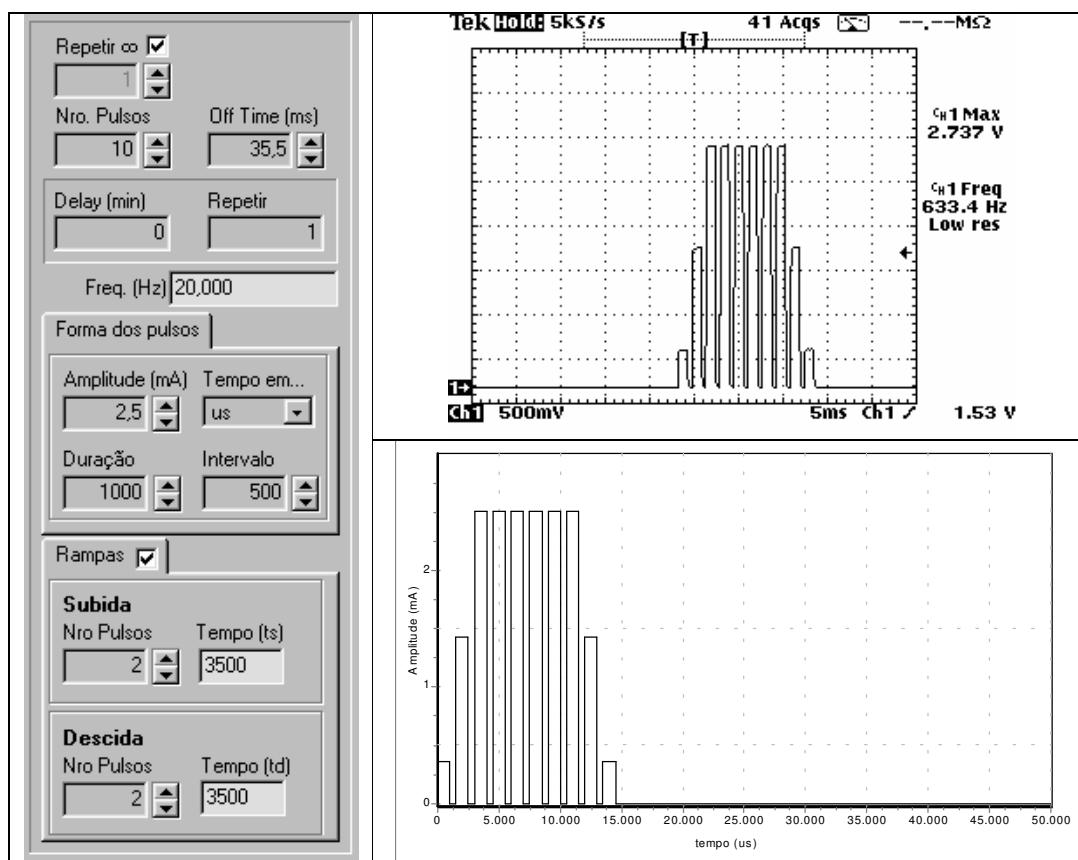 Repetir ∞
1
Nro. Pulsos Off Time (ms)
10 35,5
Delay (min) Repetir
0 1
Freq. (Hz) 20,000
Forma dos pulsos
Amplitude (mA) Tempo em...
2,5 us
Duração Intervalo
1000 500
Rampas
Subida
Nro Pulsos Tempo (ts)
2 3500
Descida
Nro Pulsos Tempo (td)
2 3500
Tek Hold: 5kS/s 41 Acqs --.--MΩ
[T]
CH1 Max
2.737 V
CH1 Freq
633.4 Hz
Low res
1→
Ch1 500mV 5ms Ch1 1.53 V
Amplitude (mA)
2
1
0
0 5.000 10.000 15.000 20.000 25.000 30.000 35.000 40.000 45.000 50.000
tempo (us)